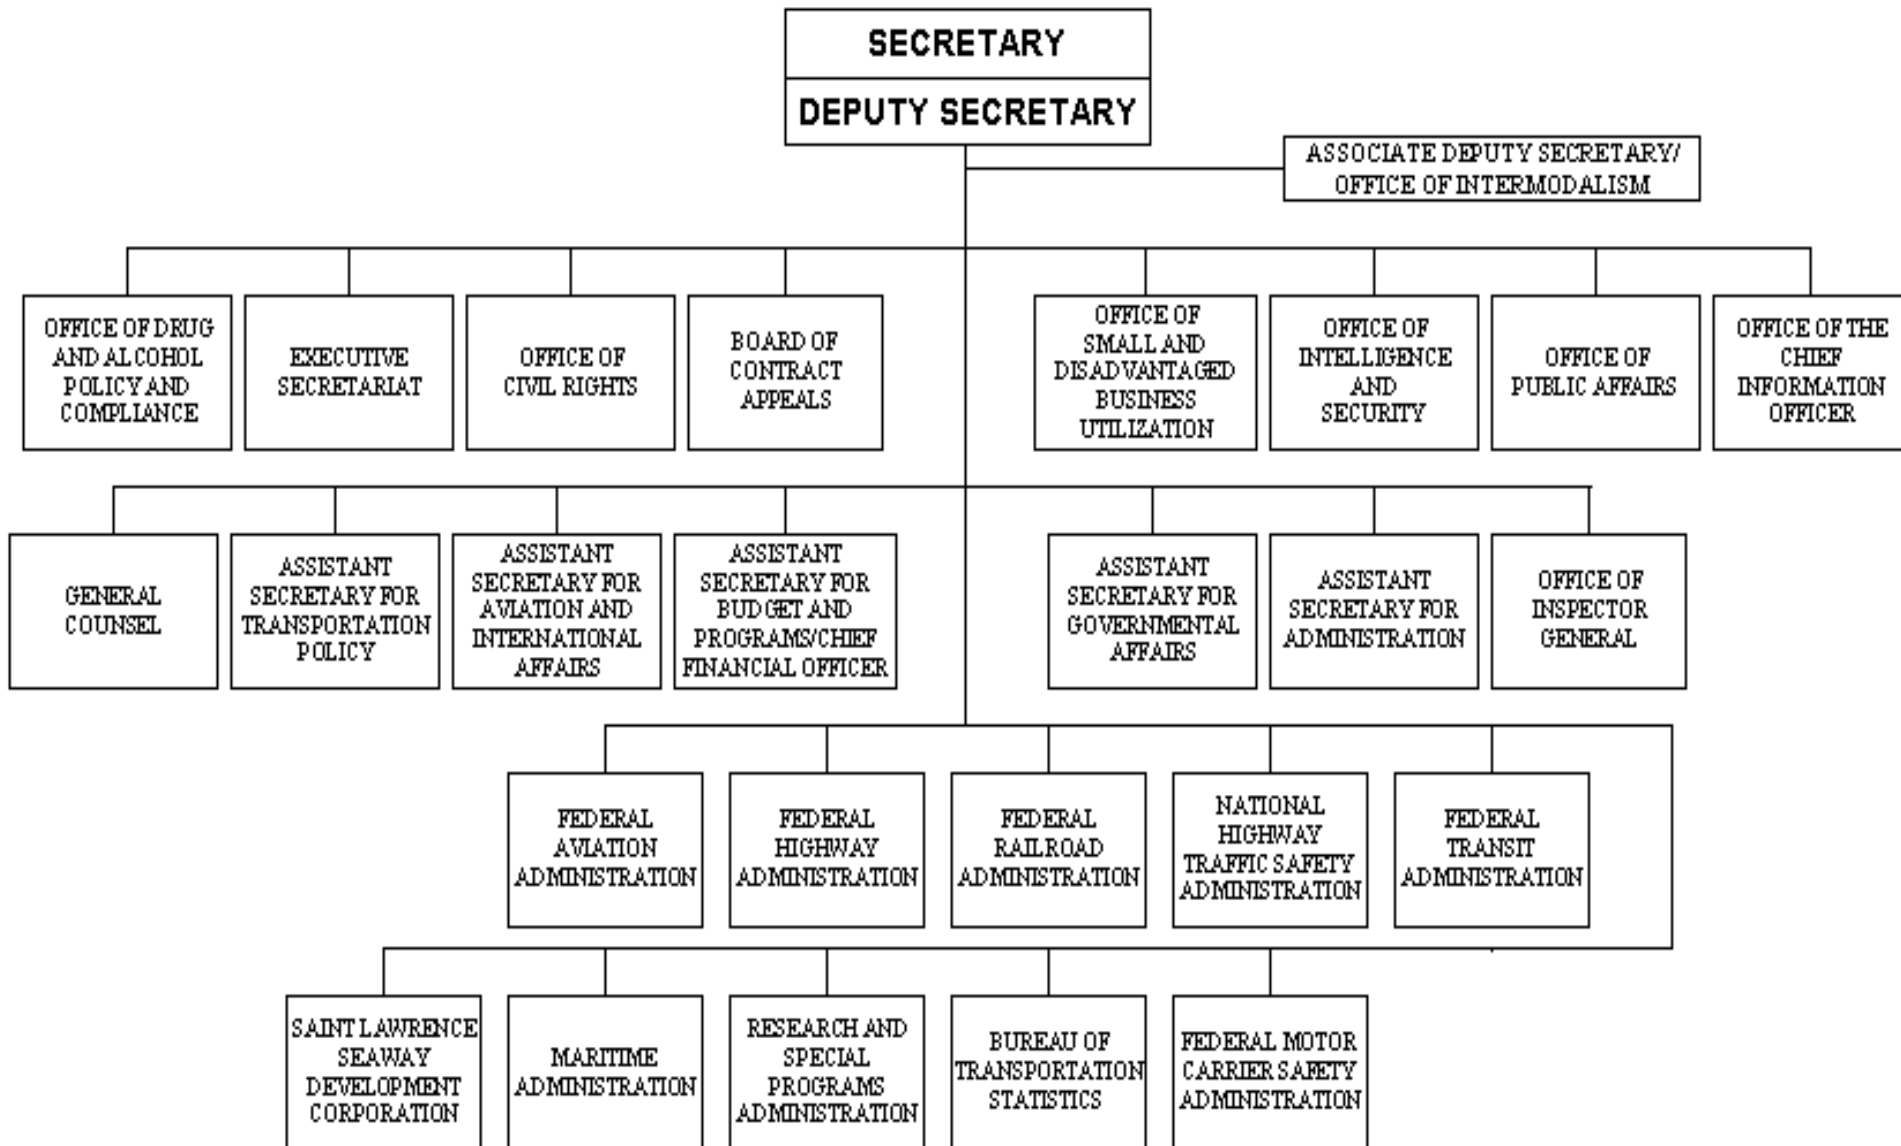 SECRETARY
DEPUTY SECRETARY
ASSOCIATE DEPUTY SECRETARY/
OFFICE OF INTERMODALISM
OFFICE OF DRUG
AND ALCOHOL
POLICY AND
COMPLIANCE
EXECUTIVE
SECRETARIAT
OFFICE OF
CIVIL RIGHTS
BOARD OF
CONTRACT
APPEALS
OFFICE OF
SMALL AND
DISADVANTAGED
BUSINESS
UTILIZATION
OFFICE OF
INTELLIGENCE
AND
SECURITY
OFFICE OF
PUBLIC AFFAIRS
OFFICE OF THE
CHIEF
INFORMATION
OFFICER
GENERAL
COUNSEL
ASSISTANT
SECRETARY FOR
TRANSPORTATION
POLICY
ASSISTANT
SECRETARY FOR
AVIATION AND
INTERNATIONAL
AFFAIRS
ASSISTANT
SECRETARY FOR
BUDGET AND
PROGRAMS/CHIEF
FINANCIAL OFFICER
ASSISTANT
SECRETARY FOR
GOVERNMENTAL
AFFAIRS
ASSISTANT
SECRETARY FOR
ADMINISTRATION
OFFICE OF
INSPECTOR
GENERAL
FEDERAL
AVIATION
ADMINISTRATION
FEDERAL
HIGHWAY
ADMINISTRATION
FEDERAL
RAILROAD
ADMINISTRATION
NATIONAL
HIGHWAY
TRAFFIC SAFETY
ADMINISTRATION
FEDERAL
TRANSIT
ADMINISTRATION
SAINT LAWRENCE
SEAWAY
DEVELOPMENT
CORPORATION
MARITIME
ADMINISTRATION
RESEARCH AND
SPECIAL
PROGRAMS
ADMINISTRATION
BUREAU OF
TRANSPORTATION
STATISTICS
FEDERAL MOTOR
CARRIER SAFETY
ADMINISTRATION